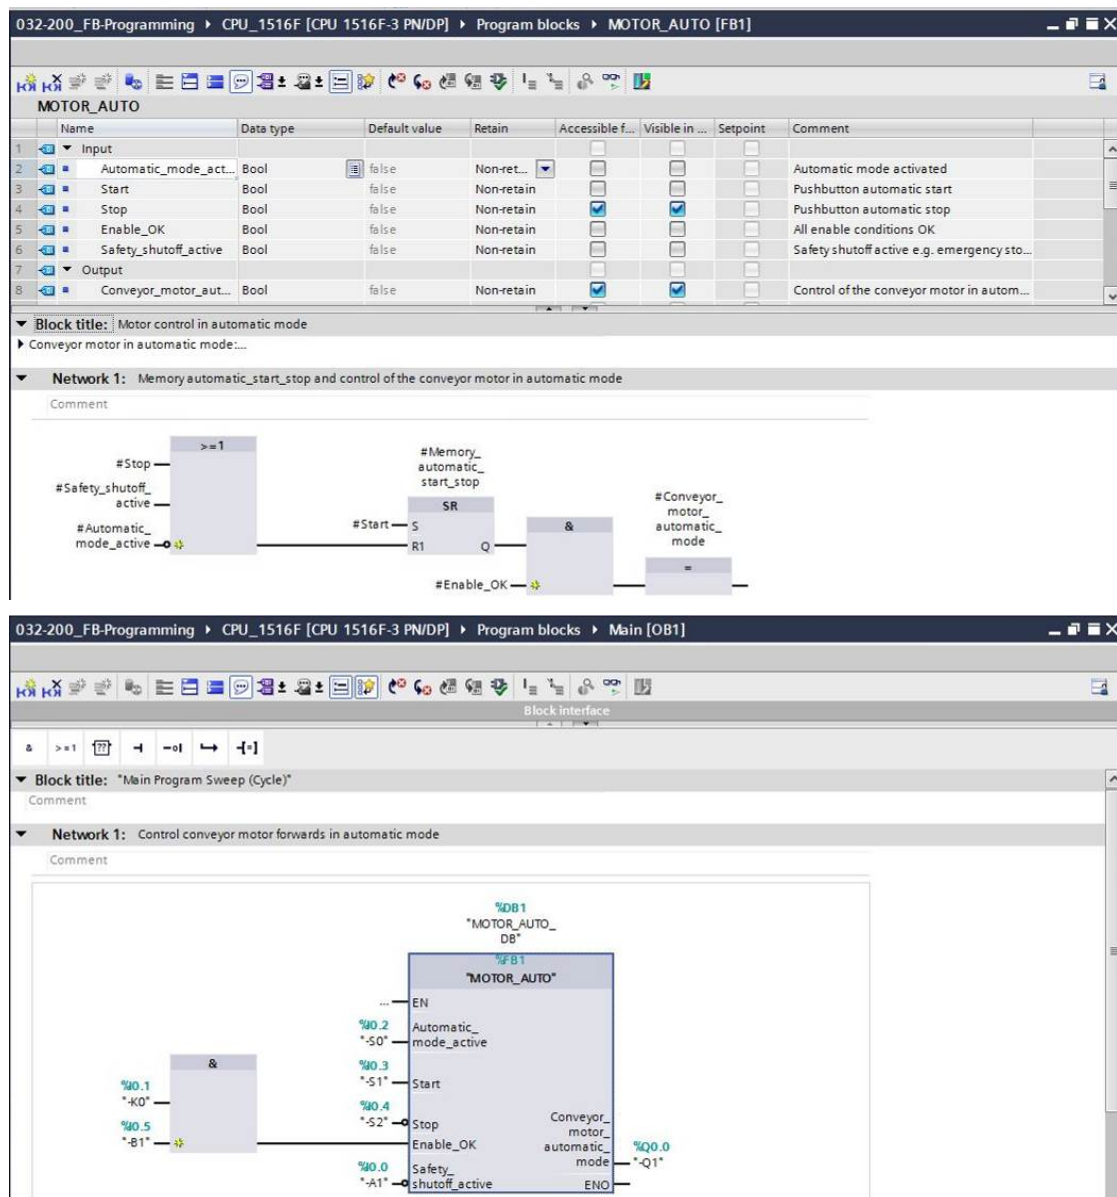 032-200_FB-Programming ▸ CPU_1516F [CPU 1516F-3 PN/DP] ▸ Program blocks ▸ MOTOR_AUTO [FB1]
MOTOR_AUTO
Name Data type Default value Retain Accessible f... Visible in ... Setpoint Comment
1 Input
2 Automatic_mode_act... Bool false Non-ret... Automatic mode activated
3 Start Bool false Non-retain Pushbutton automatic start
4 Stop Bool false Non-retain Pushbutton automatic stop
5 Enable_OK Bool false Non-retain All enable conditions OK
6 Safety_shutoff_active Bool false Non-retain Safety shutoff active e.g. emergency sto...
7 Output
8 Conveyor_motor_aut... Bool false Non-retain Control of the conveyor motor in autom...
Block title: Motor control in automatic mode
Conveyor motor in automatic mode:...
Network 1: Memory automatic_start_stop and control of the conveyor motor in automatic mode
Comment
>=1
#Stop
#Safety_shutoff_
active
#Automatic_
mode_active
#Memory_
automatic_
start_stop
SR
#Start
S
R1
Q
&
#Enable_OK
#Conveyor_
motor_
automatic_
mode
=
032-200_FB-Programming ▸ CPU_1516F [CPU 1516F-3 PN/DP] ▸ Program blocks ▸ Main [OB1]
Block interface
& >=1 ??
Block title: "Main Program Sweep (Cycle)"
Comment
Network 1: Control conveyor motor forwards in automatic mode
Comment
%DB1
"MOTOR_AUTO_
DB"
%FB1
"MOTOR_AUTO"
... EN
%I0.2
"-S0"
Automatic_
mode_active
%I0.3
"-S1"
Start
%I0.4
"-S2"
Stop
&
%I0.1
"-K0"
%I0.5
"-B1"
Enable_OK
%I0.0
"-A1"
Safety_
shutoff_active
Conveyor_
motor_
automatic_
mode
%Q0.0
"-Q1"
ENO